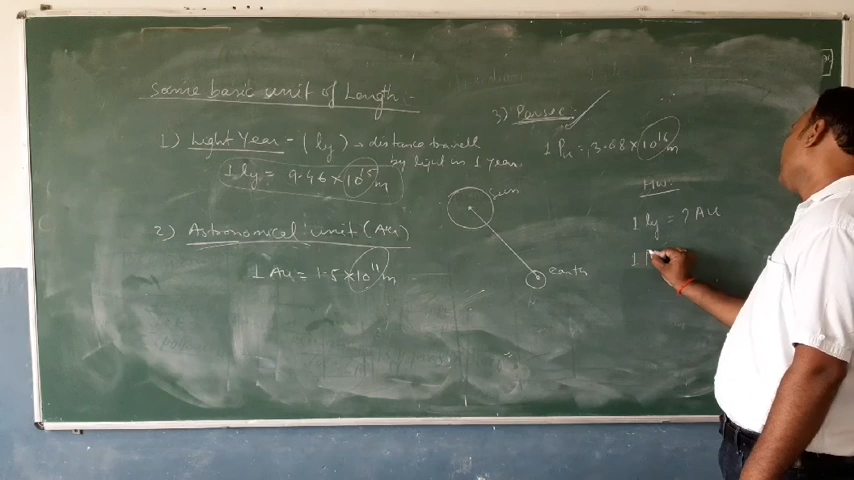 Some basic unit of Length :-
1) Light Year - (ly) → distance travell
by light in 1 year.
1 ly = 9.46 × 10^15 m
2) Astronomical unit (Au)
1 Au = 1.5 × 10^11 m
sun
earth
3) Parsec :-
1 Pc = 3.08 × 10^16 m
HW:-
1 ly = ? Au
1 P